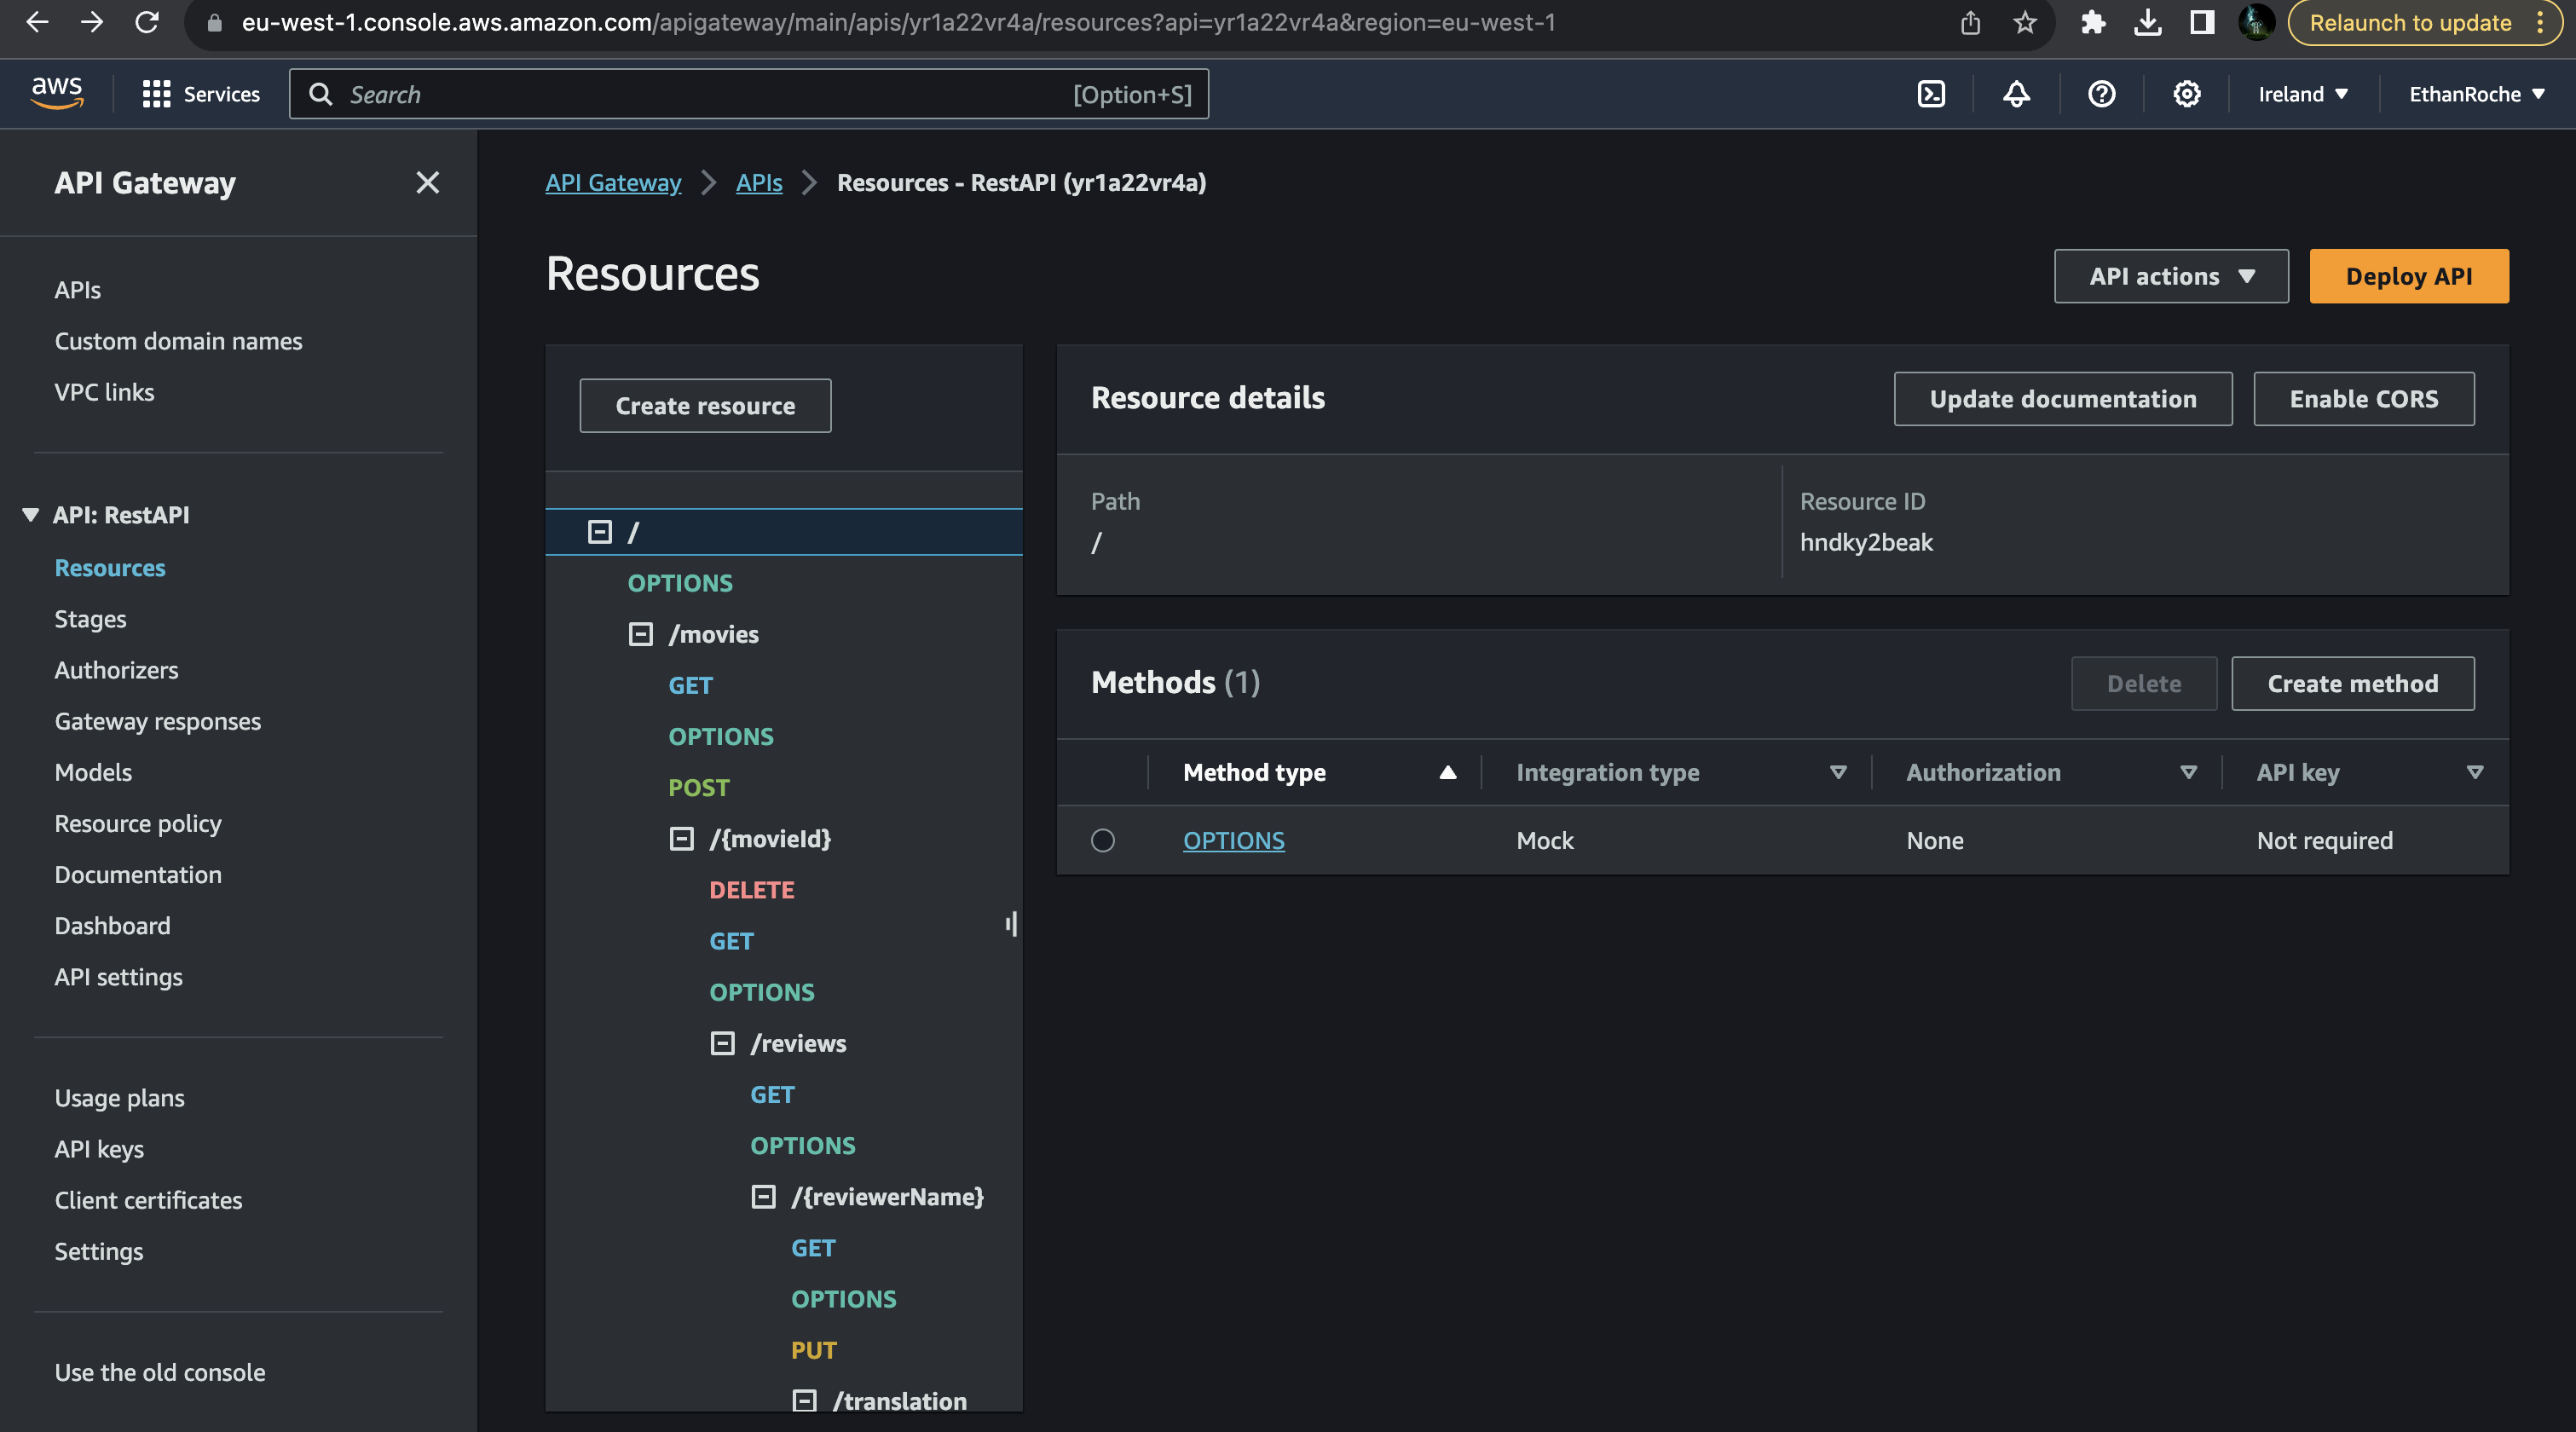 eu-west-1.console.aws.amazon.com/apigateway/main/apis/yr1a22vr4a/resources?api=yr1a22vr4a&region=eu-west-1
Relaunch to update
aws
Services
Search
[Option+S]
Ireland
EthanRoche
API Gateway
APIs
Custom domain names
VPC links
API: RestAPI
Resources
Stages
Authorizers
Gateway responses
Models
Resource policy
Documentation
Dashboard
API settings
Usage plans
API keys
Client certificates
Settings
Use the old console
API Gateway > APIs > Resources - RestAPI (yr1a22vr4a)
Resources
API actions
Deploy API
Create resource
/
OPTIONS
/movies
GET
OPTIONS
POST
/{movieId}
DELETE
GET
OPTIONS
/reviews
GET
OPTIONS
/{reviewerName}
GET
OPTIONS
PUT
/translation
Resource details
Update documentation
Enable CORS
Path
/
Resource ID
hndky2beak
Methods (1)
Delete
Create method
Method type
Integration type
Authorization
API key
OPTIONS
Mock
None
Not required